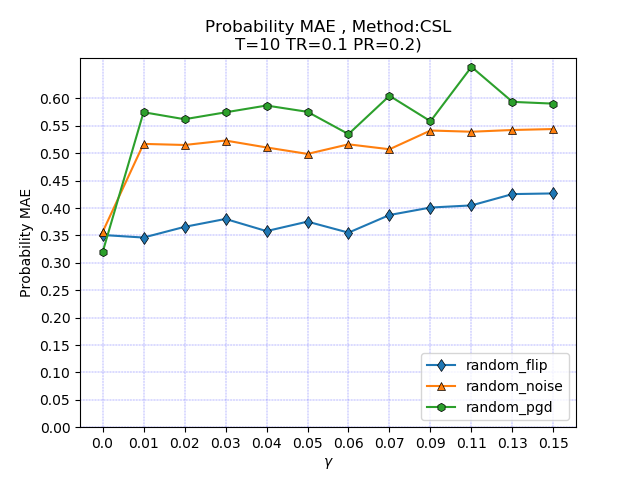 Probability MAE , Method:CSL
T=10 TR=0.1 PR=0.2)
Probability MAE
0.60
0.55
0.50
0.45
0.40
0.35
0.30
0.25
0.20
0.15
0.10
0.05
0.00
random_flip
random_noise
random_pgd
0.0 0.01 0.02 0.03 0.04 0.05 0.06 0.07 0.09 0.11 0.13 0.15
γ